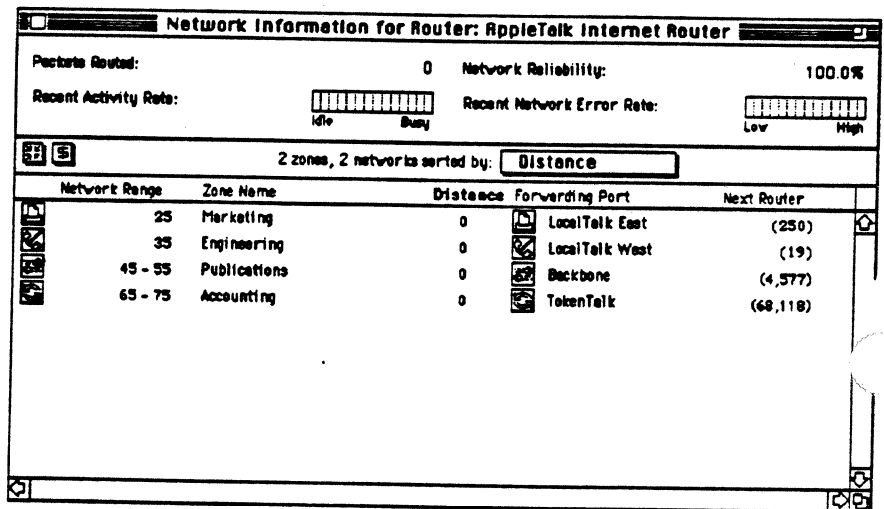 Network Information for Router: AppleTalk Internet Router
Packets Routed: 0 Network Reliability: 100.0%
Recent Activity Rate: Recent Network Error Rate:
Idle Busy Low High
2 zones, 2 networks sorted by: Distance
Network Range Zone Name Distance Forwarding Port Next Router
25 Marketing 0 LocalTalk East (250)
35 Engineering 0 LocalTalk West (19)
45 - 55 Publications 0 Backbone (4,577)
65 - 75 Accounting 0 TokenTalk (68,118)